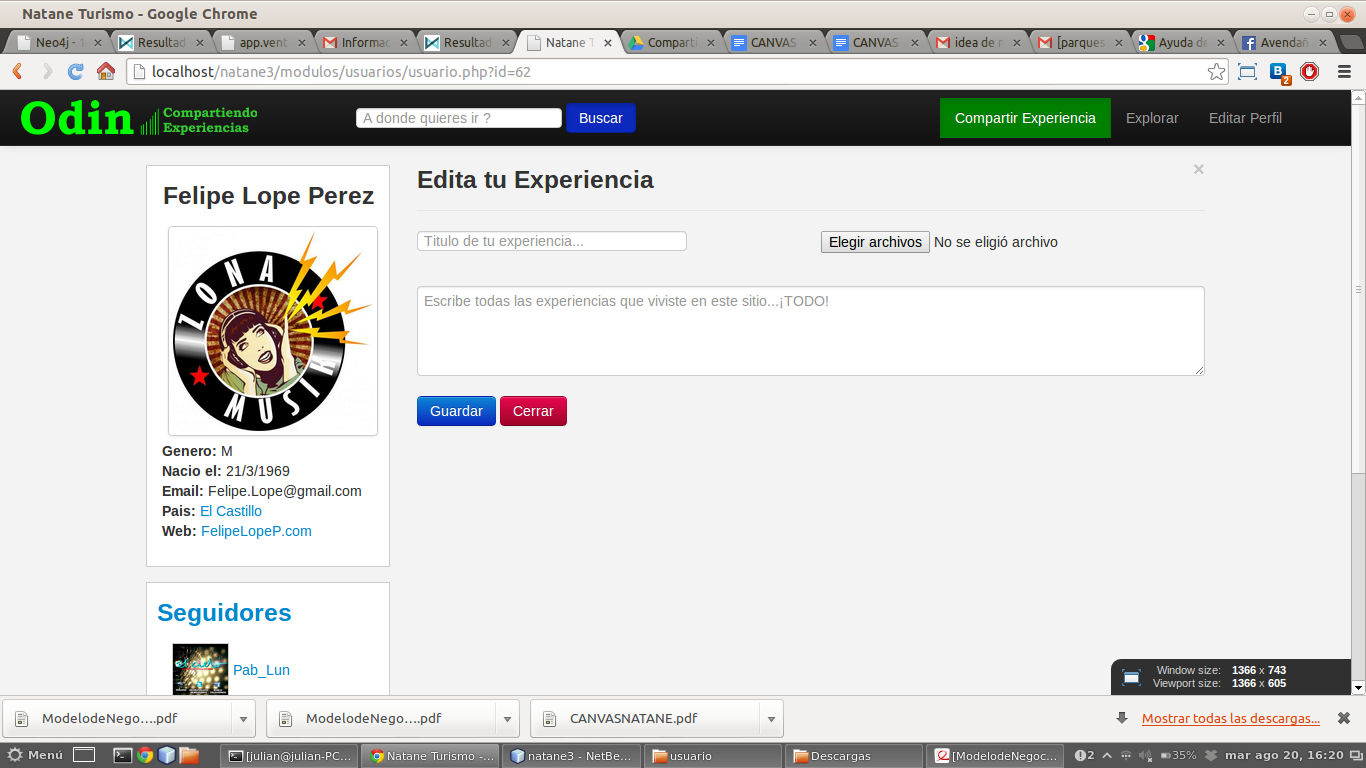 Natane Turismo - Google Chrome
Neo4j - T
Resultad
app.vent
Informac
Resultad
Natane T
Comparti
CANVAS
CANVAS
idea de r
[parques
Ayuda de
Avendañ
localhost/natane3/modulos/usuarios/usuario.php?id=62
B 2
Odin Compartiendo Experiencias
A donde quieres ir ?
Buscar
Compartir Experiencia
Explorar
Editar Perfil
Felipe Lope Perez
ZONA
MUSIK
Genero: M
Nacio el: 21/3/1969
Email: Felipe.Lope@gmail.com
Pais: El Castillo
Web: FelipeLopeP.com
Seguidores
Pab_Lun
Edita tu Experiencia
×
Titulo de tu experiencia...
Elegir archivos No se eligió archivo
Escribe todas las experiencias que viviste en este sitio...¡TODO!
Guardar
Cerrar
Window size: 1366 x 743
Viewport size: 1366 x 605
ModelodeNego....pdf
ModelodeNego....pdf
CANVASNATANE.pdf
Mostrar todas las descargas...
Menú
[julian@julian-PC...
Natane Turismo -...
natane3 - NetBe...
usuario
Descargas
[ModelodeNegoc...
2
35%
mar ago 20, 16:20